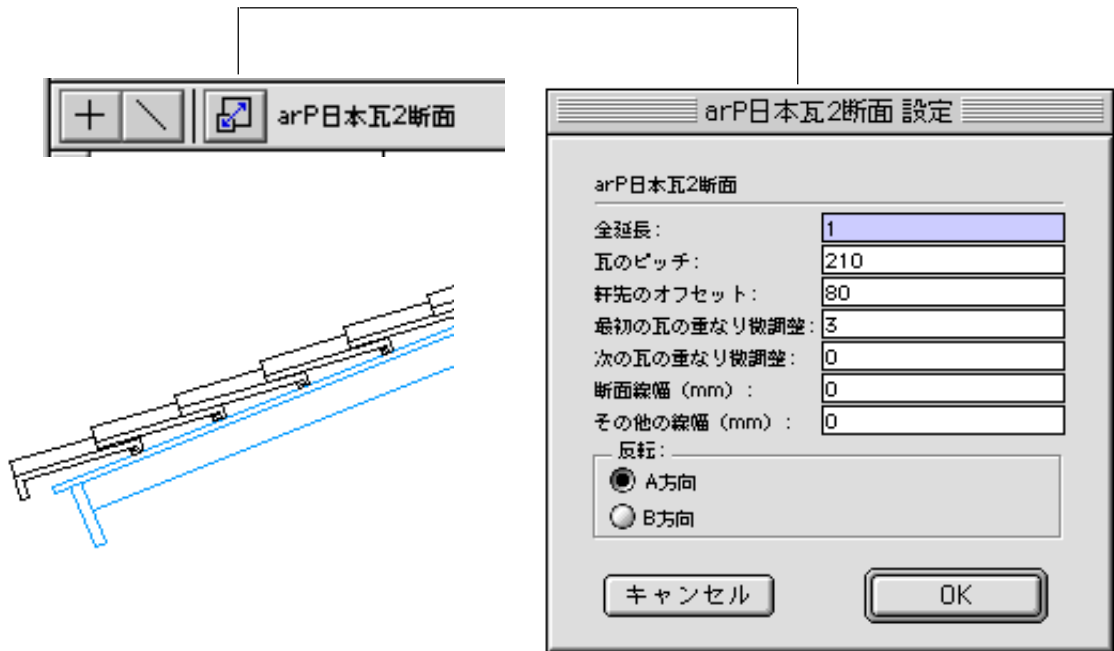 arP日本瓦2断面
arP日本瓦2断面 設定
arP日本瓦2断面
全延長: 1
瓦のピッチ: 210
軒先のオフセット: 80
最初の瓦の重なり微調整: 3
次の瓦の重なり微調整: 0
断面線幅（mm）: 0
その他の線幅（mm）: 0
反転:
A方向
B方向
キャンセル OK